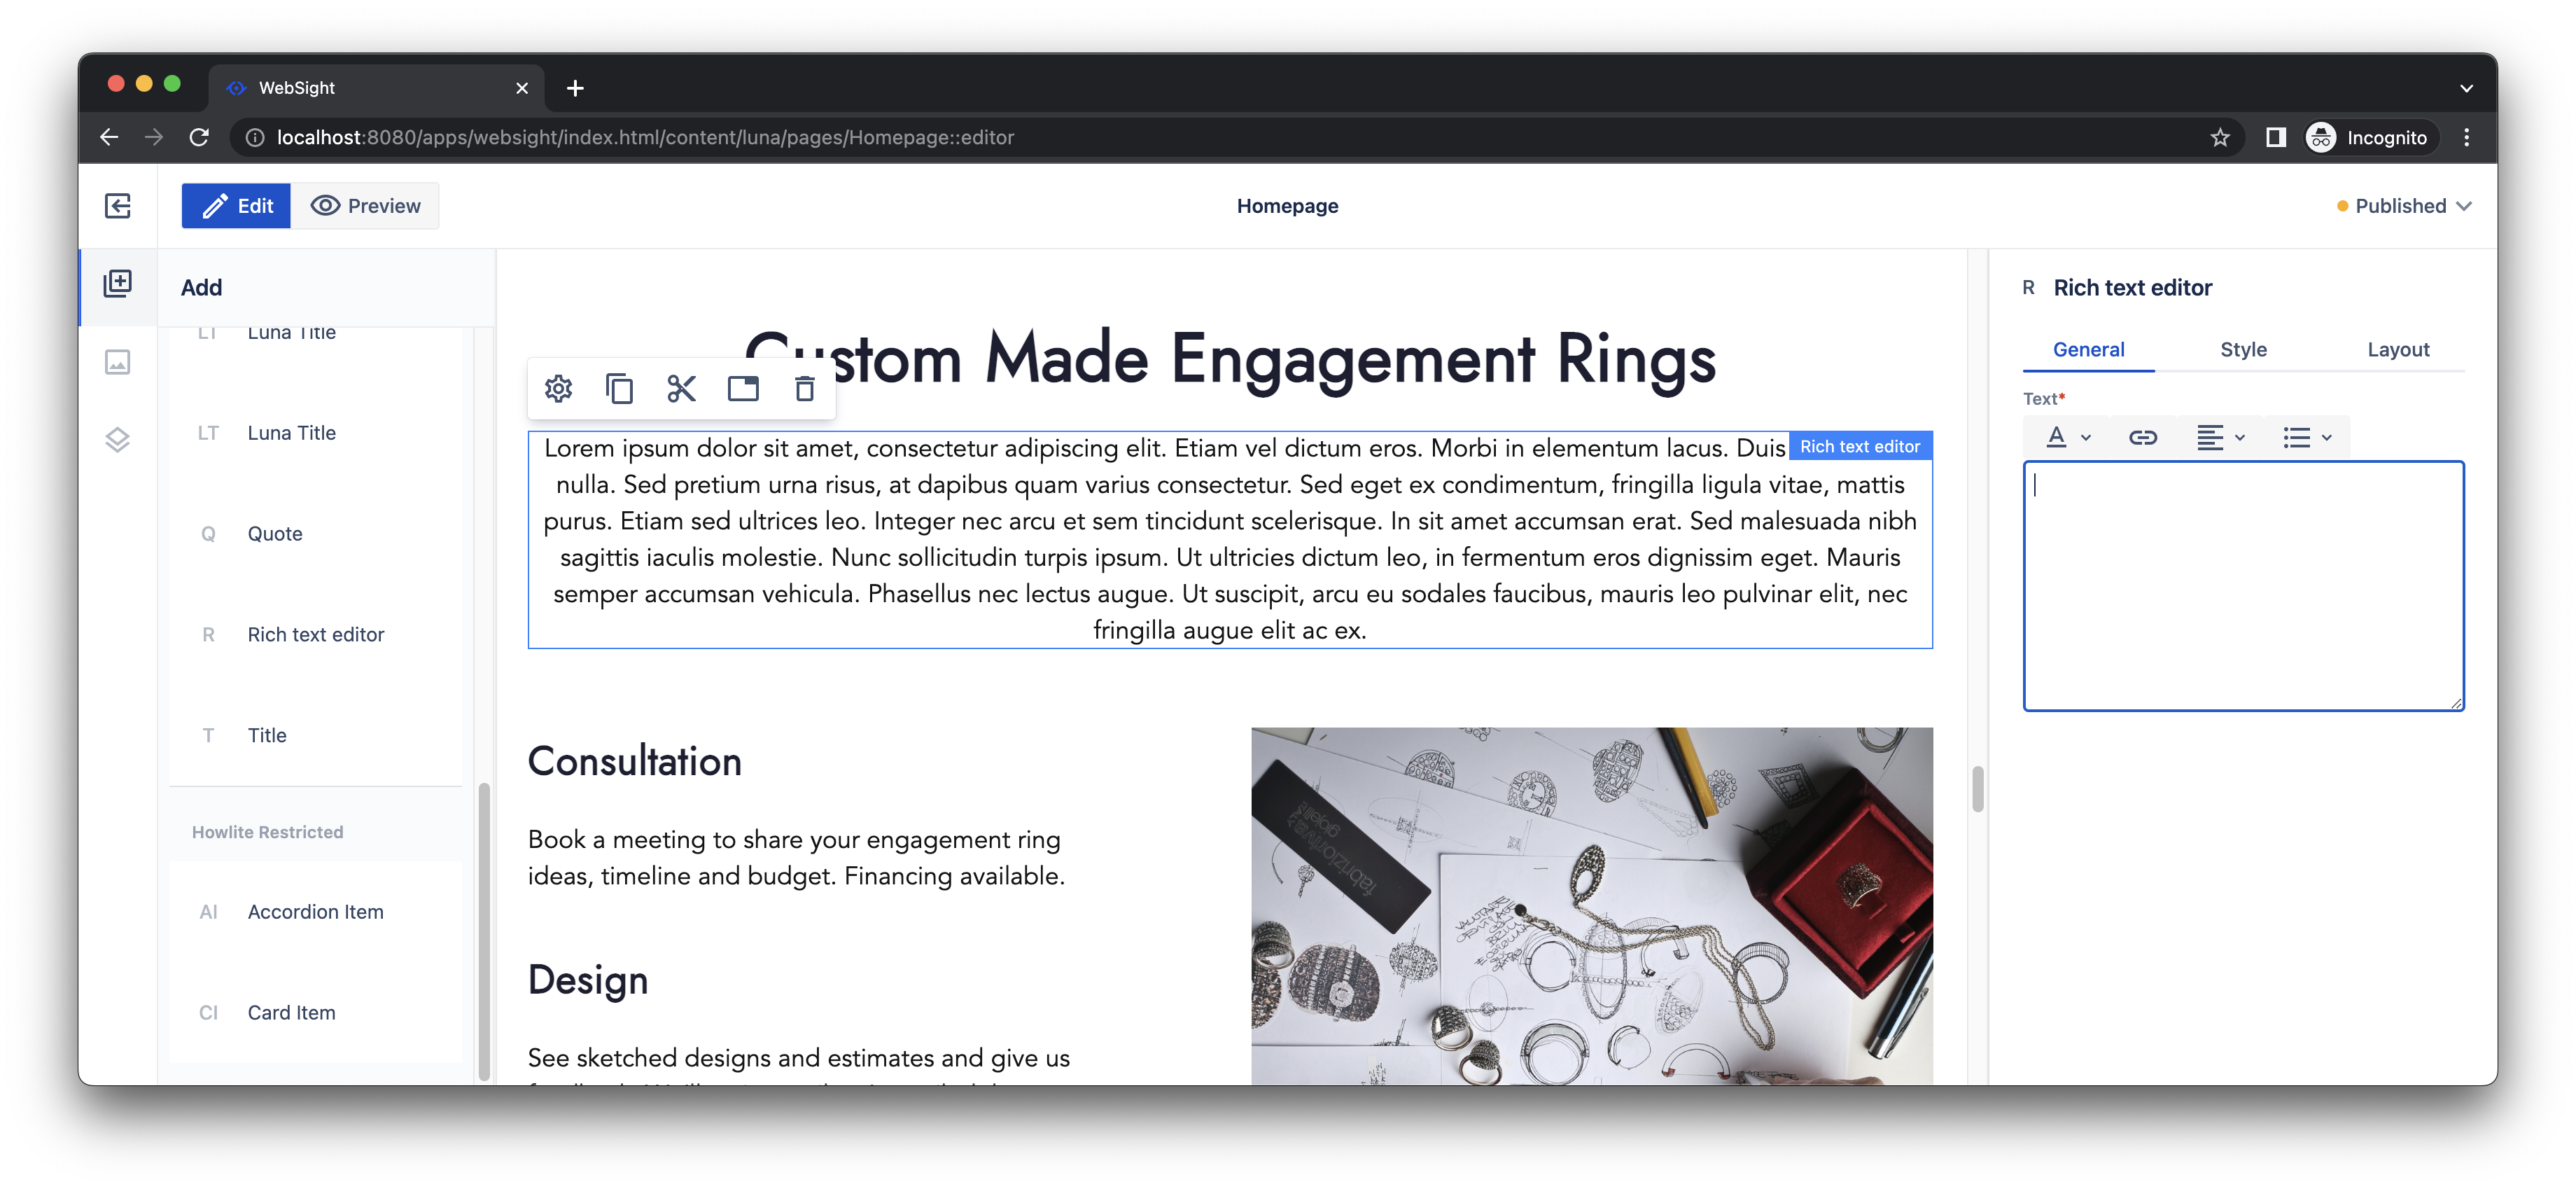 WebSight
localhost:8080/apps/websight/index.html/content/luna/pages/Homepage::editor
Incognito
Edit
Preview
Homepage
Published
Add
LT Luna Title
LT Luna Title
Q Quote
R Rich text editor
T Title
Howlite Restricted
AI Accordion Item
CI Card Item
Custom Made Engagement Rings
Rich text editor
Lorem ipsum dolor sit amet, consectetur adipiscing elit. Etiam vel dictum eros. Morbi in elementum lacus. Duis
nulla. Sed pretium urna risus, at dapibus quam varius consectetur. Sed eget ex condimentum, fringilla ligula vitae, mattis
purus. Etiam sed ultrices leo. Integer nec arcu et sem tincidunt scelerisque. In sit amet accumsan erat. Sed malesuada nibh
sagittis iaculis molestie. Nunc sollicitudin turpis ipsum. Ut ultricies dictum leo, in fermentum eros dignissim eget. Mauris
semper accumsan vehicula. Phasellus nec lectus augue. Ut suscipit, arcu eu sodales faucibus, mauris leo pulvinar elit, nec
fringilla augue elit ac ex.
Consultation
Book a meeting to share your engagement ring
ideas, timeline and budget. Financing available.
Design
See sketched designs and estimates and give us
R Rich text editor
General
Style
Layout
Text*